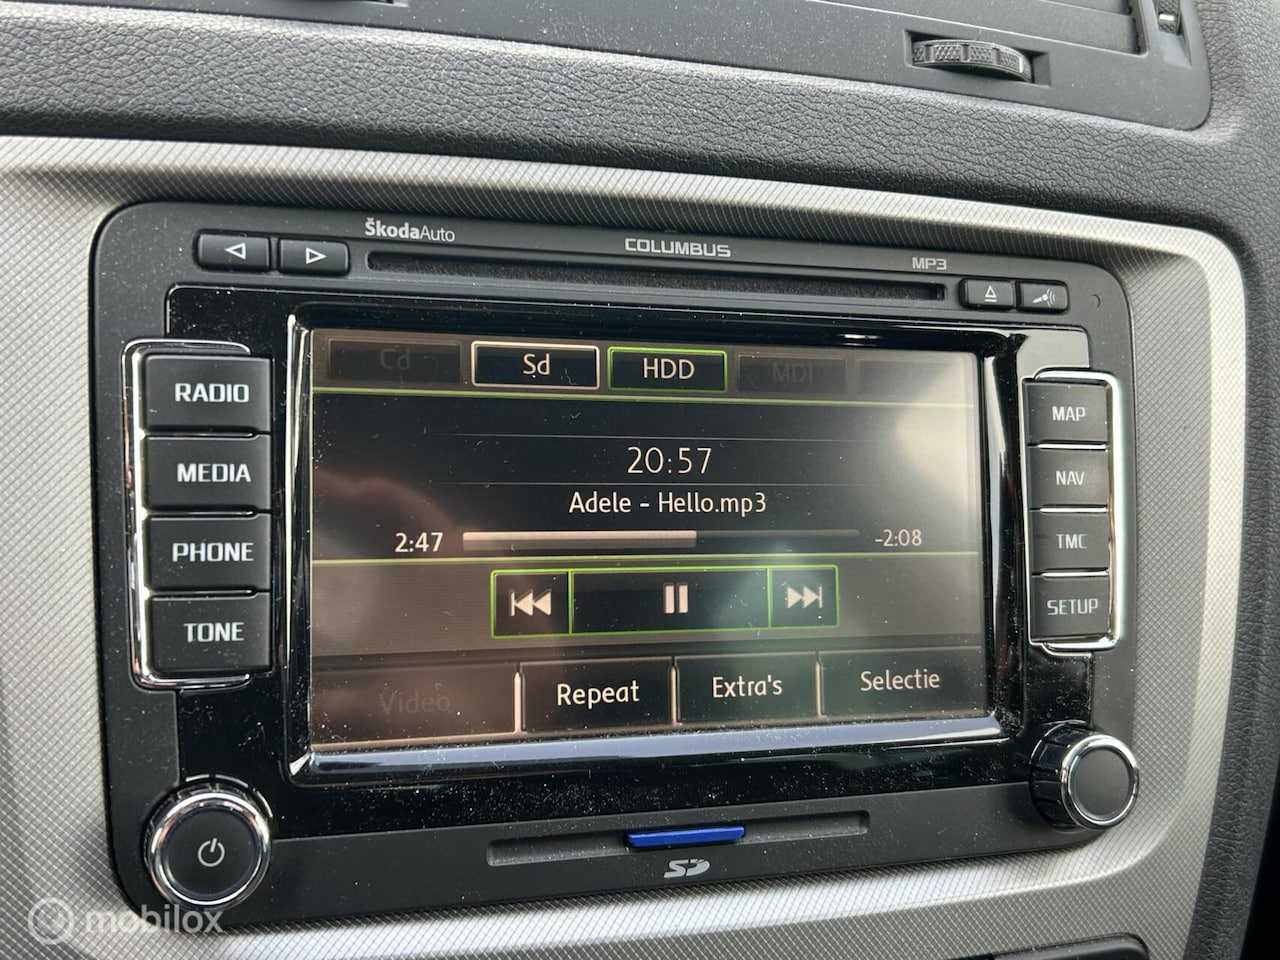 ŠkodaAuto
COLUMBUS
MP3
Cd Sd HDD MDI
RADIO
MEDIA
PHONE
TONE
20:57
Adele - Hello.mp3
2:47 -2:08
Video Repeat Extra's Selectie
MAP
NAV
TMC
SETUP
SD
mobilox